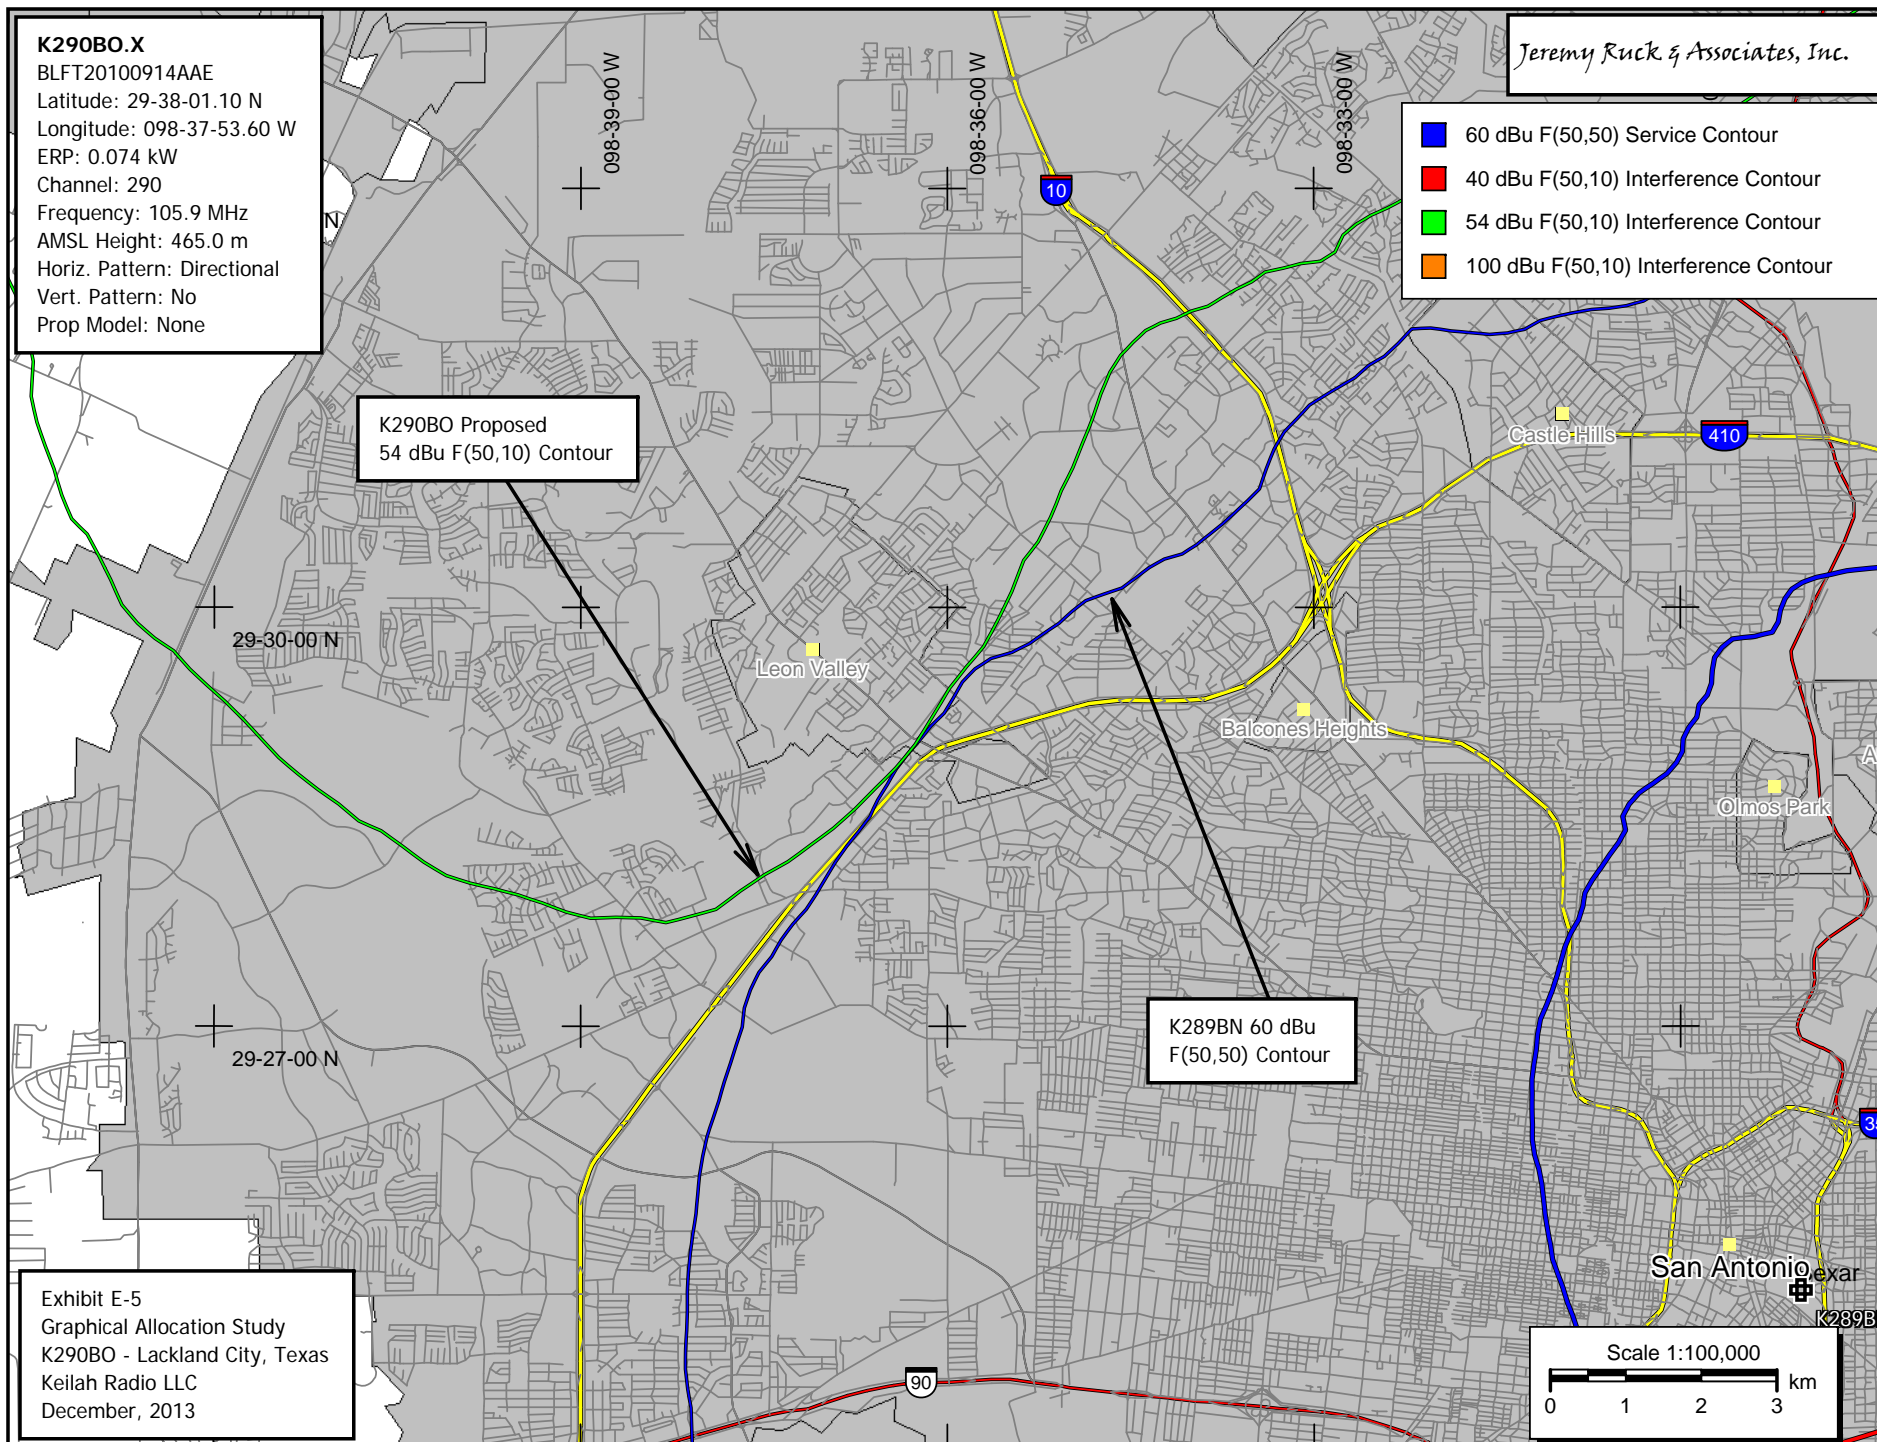 K290BO.X
BLFT20100914AAE
Latitude: 29-38-01.10 N
Longitude: 098-37-53.60 W
ERP: 0.074 kW
Channel: 290
Frequency: 105.9 MHz
AMSL Height: 465.0 m
Horiz. Pattern: Directional
Vert. Pattern: No
Prop Model: None
N
098-39-00 W
098-36-00 W
098-33-00 W
Jeremy Ruck & Associates, Inc.
60 dBu F(50,50) Service Contour
40 dBu F(50,10) Interference Contour
54 dBu F(50,10) Interference Contour
100 dBu F(50,10) Interference Contour
10
K290BO Proposed
54 dBu F(50,10) Contour
Castle Hills
410
29-30-00 N
Leon Valley
Balcones Heights
Olmos Park
A
K289BN 60 dBu
F(50,50) Contour
29-27-00 N
35
San Antonio
exar
K289B
90
Exhibit E-5
Graphical Allocation Study
K290BO - Lackland City, Texas
Keilah Radio LLC
December, 2013
Scale 1:100,000
km
0 1 2 3